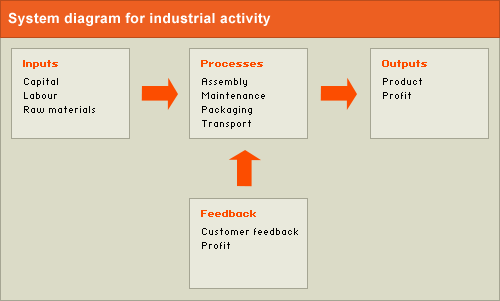 System diagram for industrial activity
Inputs
Capital
Labour
Raw materials
Processes
Assembly
Maintenance
Packaging
Transport
Outputs
Product
Profit
Feedback
Customer feedback
Profit